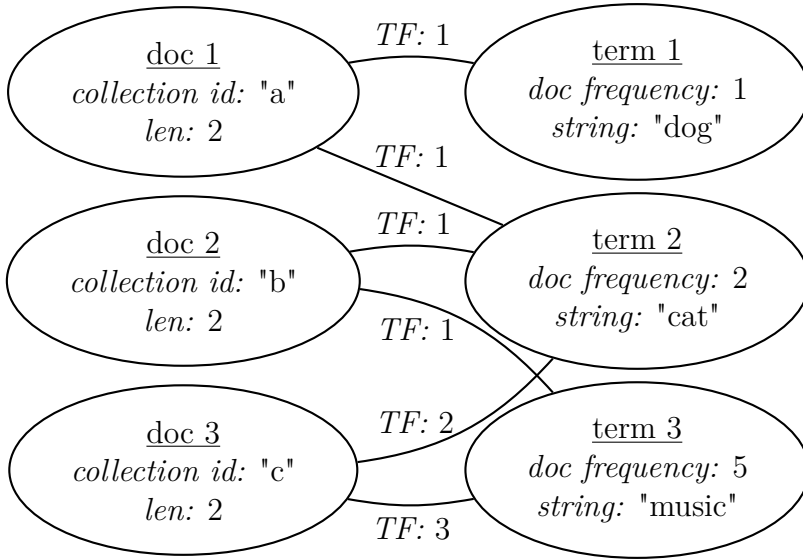 doc 1
collection id: "a"
len: 2
TF: 1
term 1
doc frequency: 1
string: "dog"
TF: 1
doc 2
collection id: "b"
len: 2
TF: 1
term 2
doc frequency: 2
string: "cat"
TF: 1
doc 3
collection id: "c"
len: 2
TF: 2
term 3
doc frequency: 5
string: "music"
TF: 3